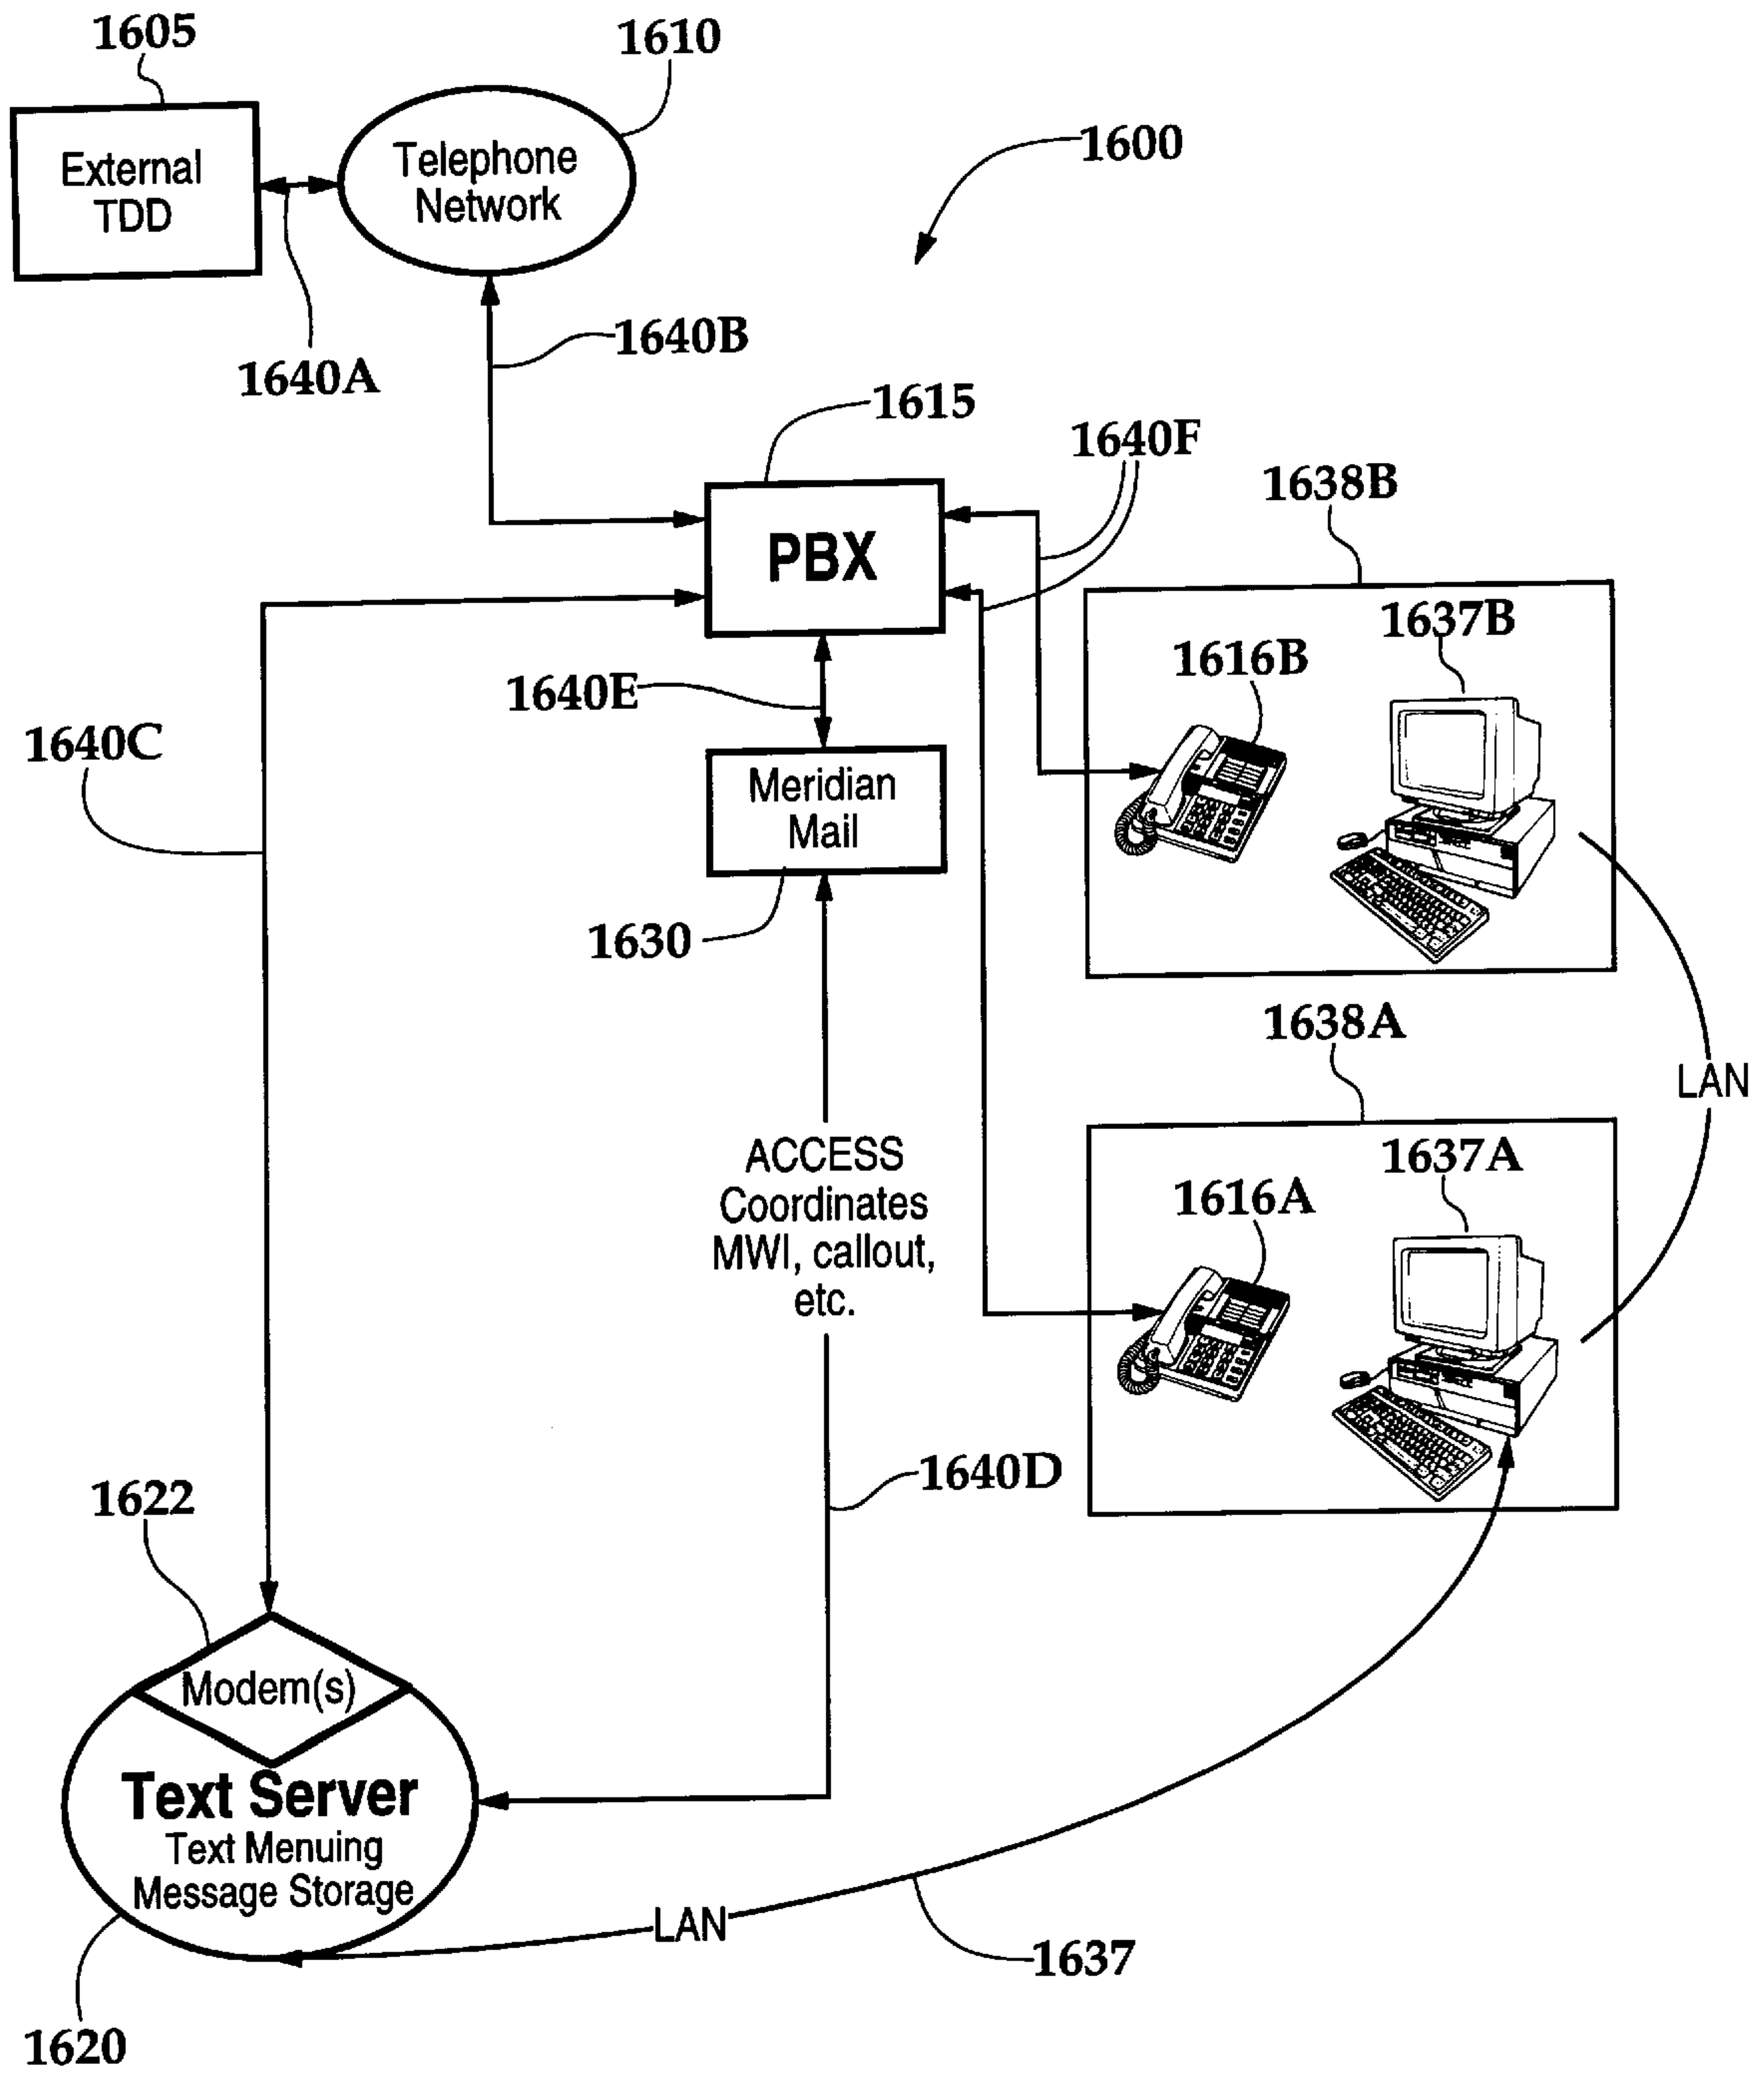 1605
1610
External
TDD
Telephone
Network
1600
1640A
1640B
1615
1640F
1638B
PBX
1637B
1616B
1640E
1640C
Meridian
Mail
1630
1638A
LAN
ACCESS
Coordinates
MWI, callout,
etc.
1637A
1616A
1640D
1622
Modem(s)
Text Server
Text Menuing
Message Storage
LAN
1637
1620